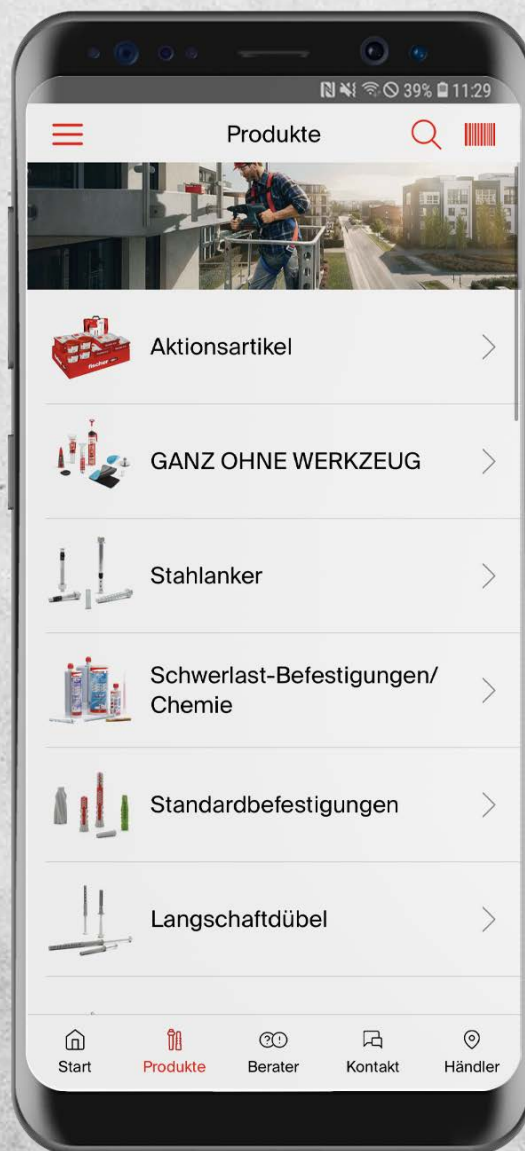 39% 11:29
Produkte
Aktionsartikel
fischer
GANZ OHNE WERKZEUG
Stahlanker
Schwerlast-Befestigungen/
Chemie
Standardbefestigungen
Langschaftdübel
Start Produkte Berater Kontakt Händler